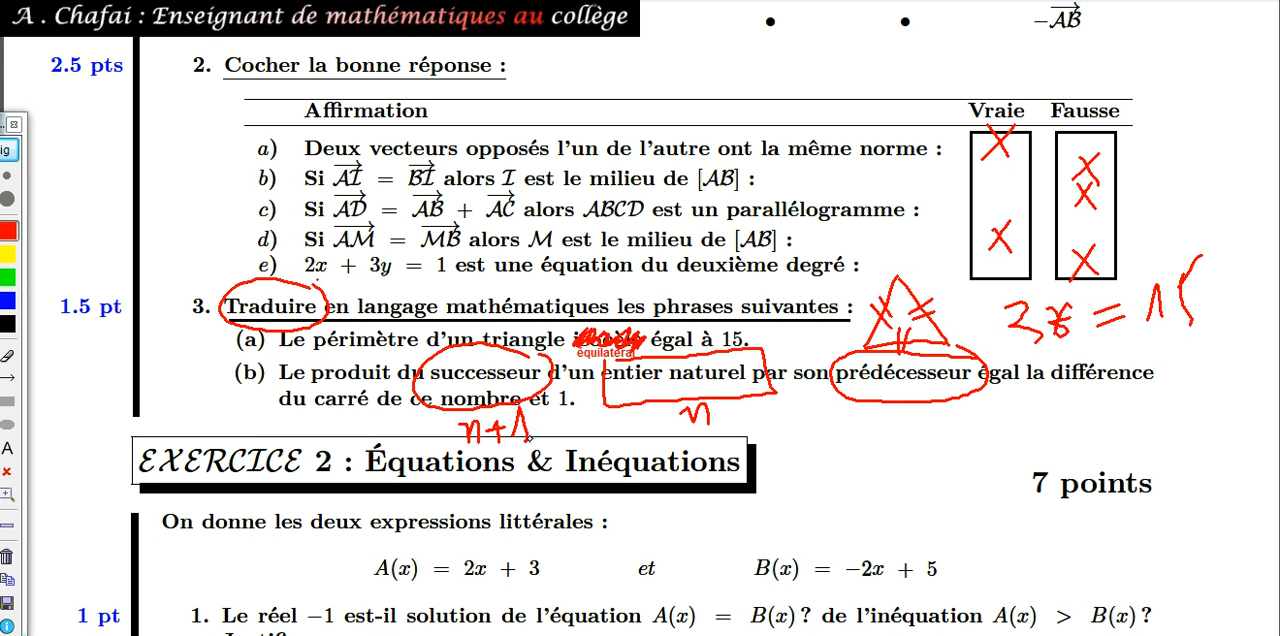 A . Chafai : Enseignant de mathématiques au collège
−AB
2.5 pts 2. Cocher la bonne réponse :
Affirmation Vraie Fausse
a) Deux vecteurs opposés l'un de l'autre ont la même norme : X
b) Si AI = BI alors I est le milieu de [AB] : X
c) Si AD = AB + AC alors ABCD est un parallélogramme : X
d) Si AM = MB alors M est le milieu de [AB] : X
e) 2x + 3y = 1 est une équation du deuxième degré : X
1.5 pt 3. Traduire en langage mathématiques les phrases suivantes :
(a) Le périmètre d'un triangle équilatéral égal à 15.
= 15
(b) Le produit du successeur d'un entier naturel par son prédécesseur égal la différence
du carré de ce nombre et 1.
n+1 n
EXERCICE 2 : Équations & Inéquations
7 points
On donne les deux expressions littérales :
A(x) = 2x + 3 et B(x) = −2x + 5
1 pt 1. Le réel −1 est-il solution de l'équation A(x) = B(x) ? de l'inéquation A(x) > B(x) ?